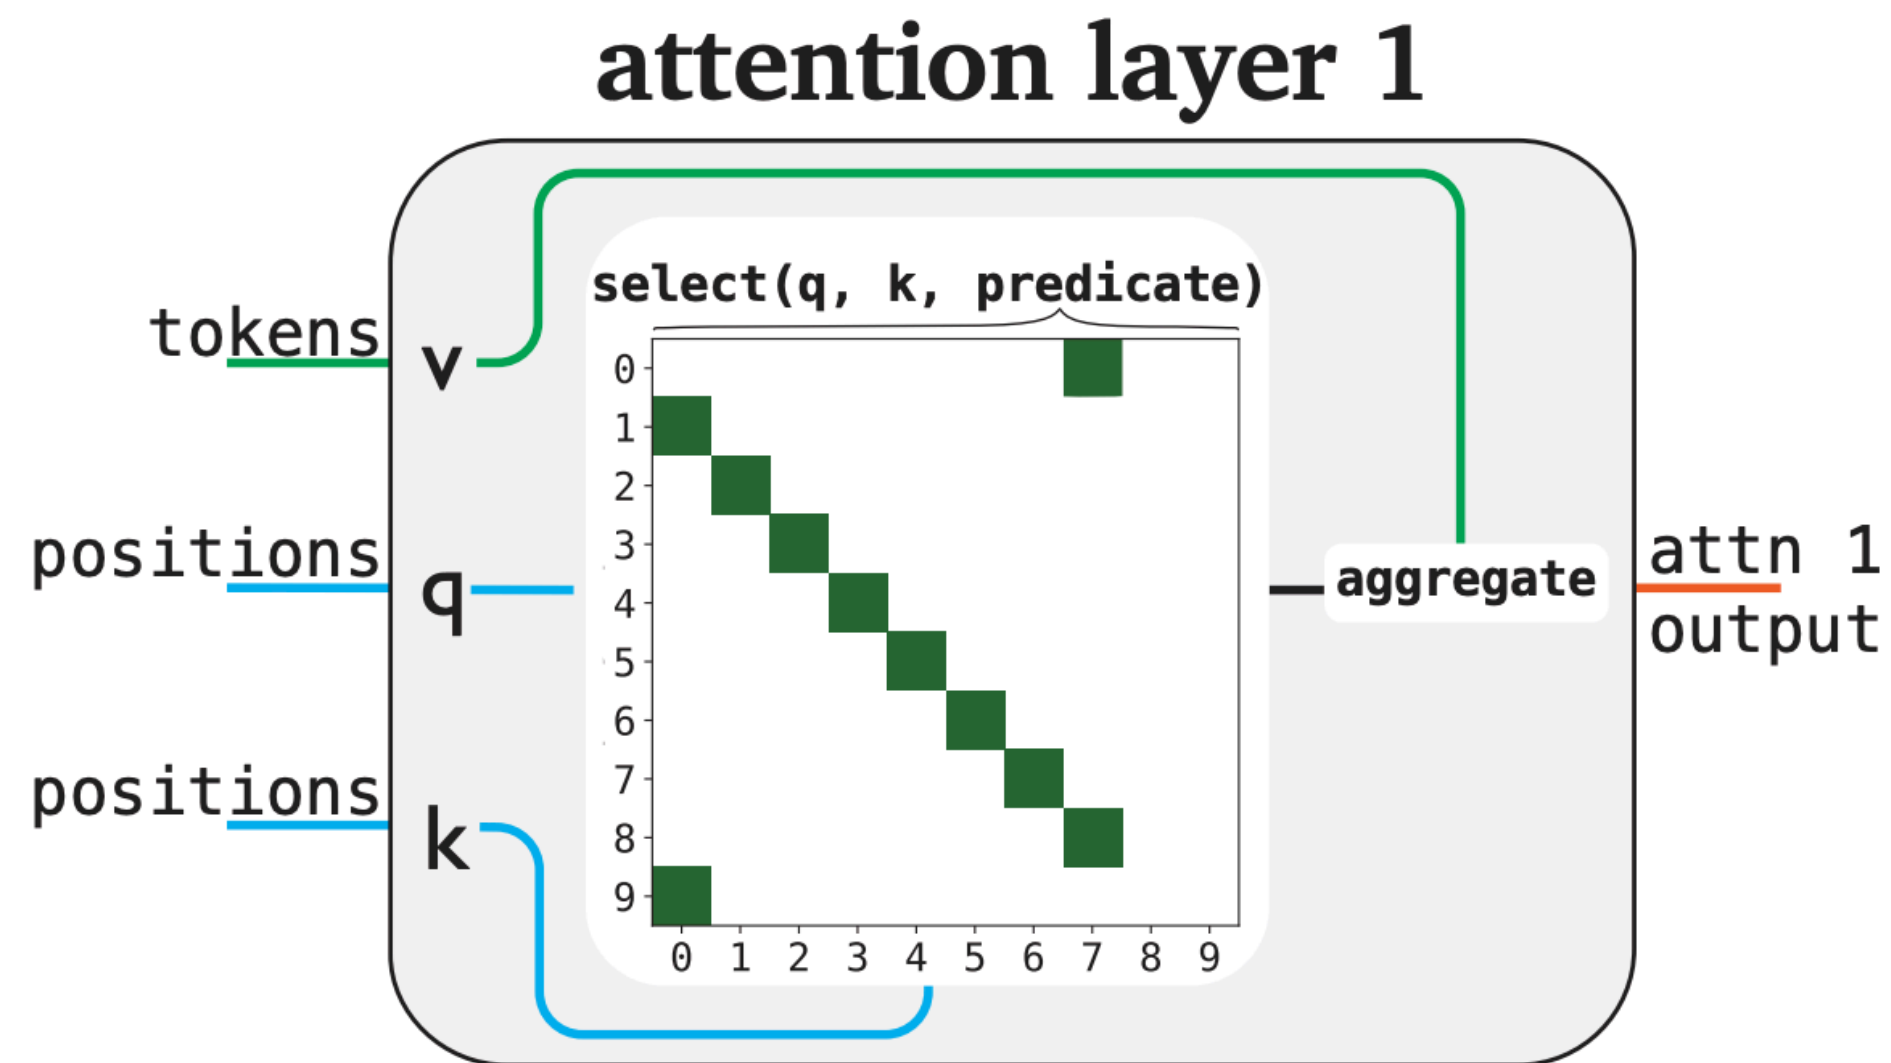 attention layer 1
tokens
v
positions
q
positions
k
select(q, k, predicate)
0
1
2
3
4
5
6
7
8
9
0 1 2 3 4 5 6 7 8 9
aggregate
attn 1
output